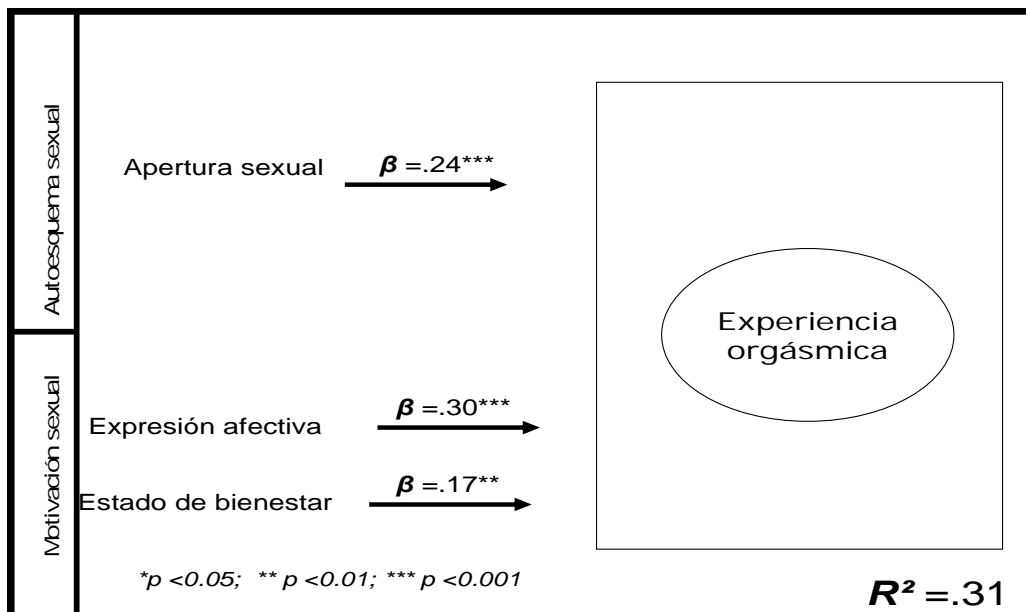 Autoesquema sexual
Apertura sexual
β =.24***
Experiencia
orgásmica
Motivación sexual
Expresión afectiva
β =.30***
Estado de bienestar
β =.17**
*p <0.05; ** p <0.01; *** p <0.001
R² =.31